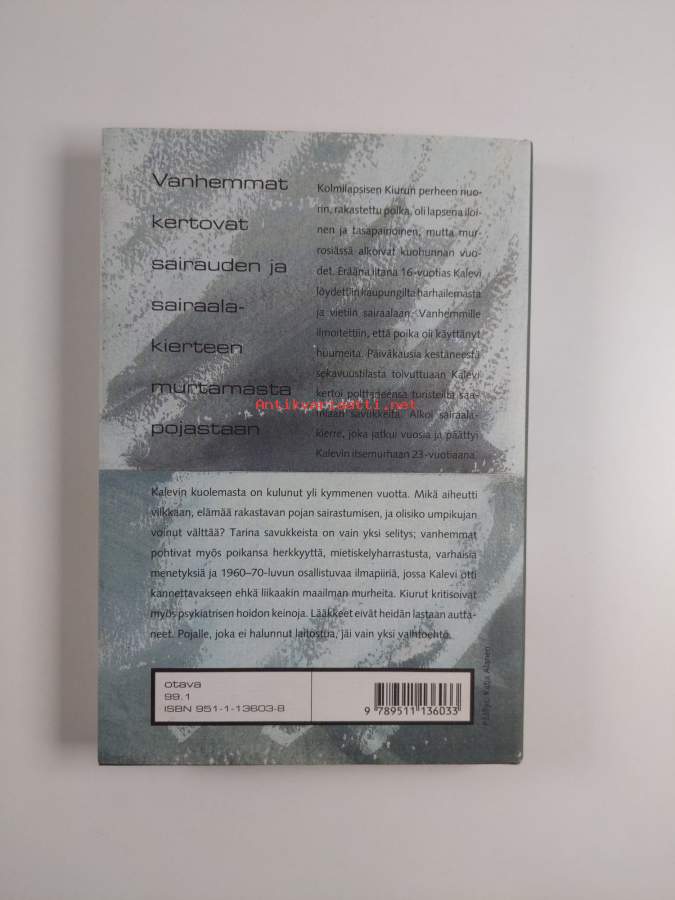 Vanhemmat
kertovat
sairauden ja
sairaala-
kierteen
murtamasta
pojastaan
Kolmilapsisen Kiurun perheen nuo-
rin, rakastettu poika, oli lapsena iloi-
nen ja tasapainoinen, mutta mur-
rosiässä alkoivat kuohunnan vuo-
det. Eräänä iltana 16-vuotias Kalevi
löydettiin kaupungilta harhailemasta
ja vietiin sairaalaan. Vanhemmille
ilmoitettiin, että poika oli käyttänyt
huumeita. Päiväkausia kestäneestä
sekavuustilasta toivuttuaan Kalevi
kertoi polttaneensa turisteilta saa-
miaan savukkeita. Alkoi sairaala-
kierre, joka jatkui vuosia ja päättyi
Kalevin itsemurhaan 23-vuotiaana.
Antikvariaatti.net
Kalevin kuolemasta on kulunut yli kymmenen vuotta. Mikä aiheutti
vilkkaan, elämää rakastavan pojan sairastumisen, ja olisiko umpikujan
voinut välttää? Tarina savukkeista on vain yksi selitys; vanhemmat
pohtivat myös poikansa herkkyyttä, mietiskelyharrastusta, varhaisia
menetyksiä ja 1960–70-luvun osallistuvaa ilmapiiriä, jossa Kalevi otti
kannettavakseen ehkä liikaakin maailman murheita. Kiurut kritisoivat
myös psykiatrisen hoidon keinoja. Lääkkeet eivät heidän lastaan autta-
neet. Pojalle, joka ei halunnut laitostua, jäi vain yksi vaihtoehto.
otava
99.1
ISBN 951-1-13603-8
9 789511 136033
Päällys: Katja Alanen